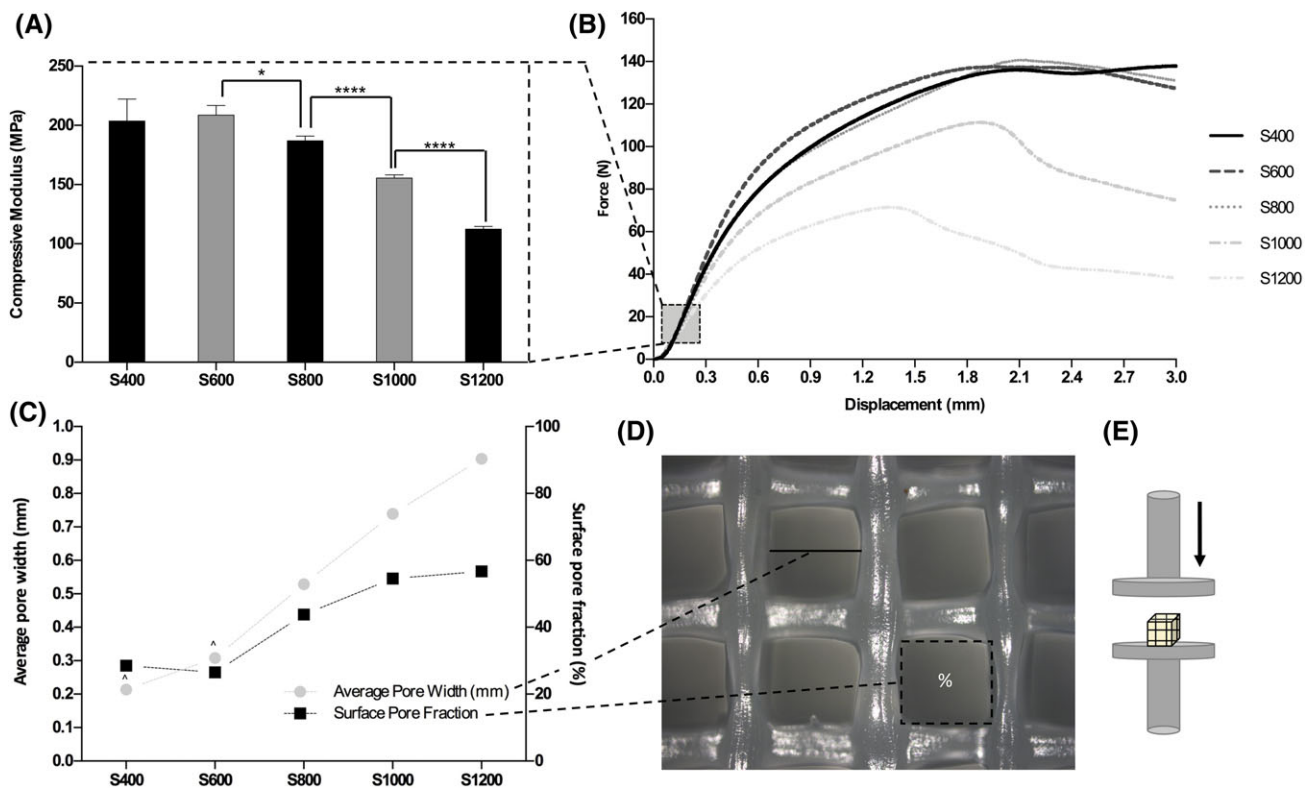 (A)
Compressive Modulus (MPa)
250
200
150
100
50
0
*
****
****
S400 S600 S800 S1000 S1200
(B)
Force (N)
160
140
120
100
80
60
40
20
0
0.0 0.3 0.6 0.9 1.2 1.5 1.8 2.1 2.4 2.7 3.0
Displacement (mm)
S400
S600
S800
S1000
S1200
(C)
Average pore width (mm)
1.0
0.9
0.8
0.7
0.6
0.5
0.4
0.3
0.2
0.1
0.0
^
^
Average Pore Width (mm)
Surface Pore Fraction
100
80
60
40
20
0
Surface pore fraction (%)
S400 S600 S800 S1000 S1200
(D)
%
(E)